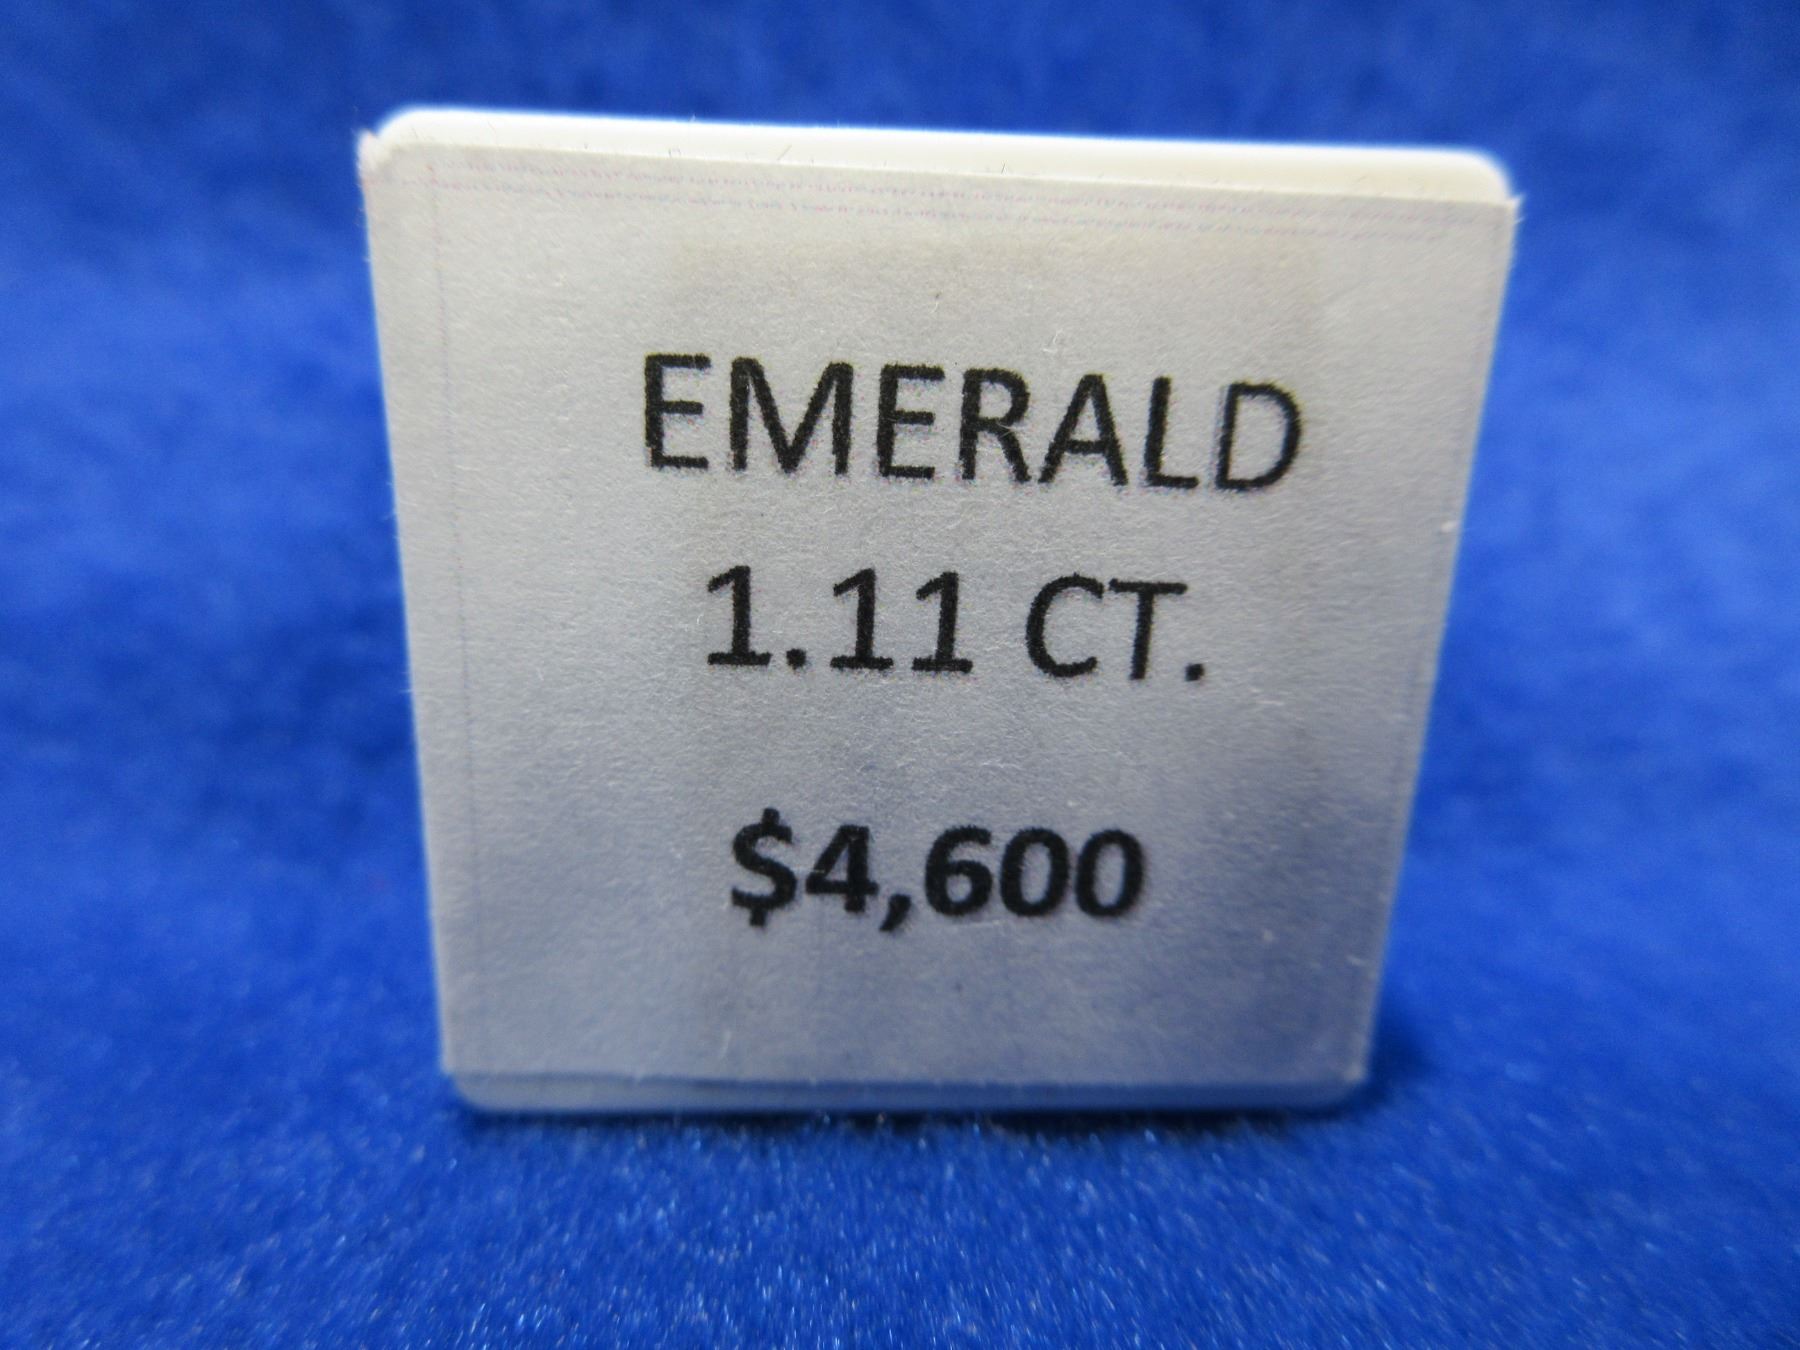 EMERALD
1.11 CT.
$4,600